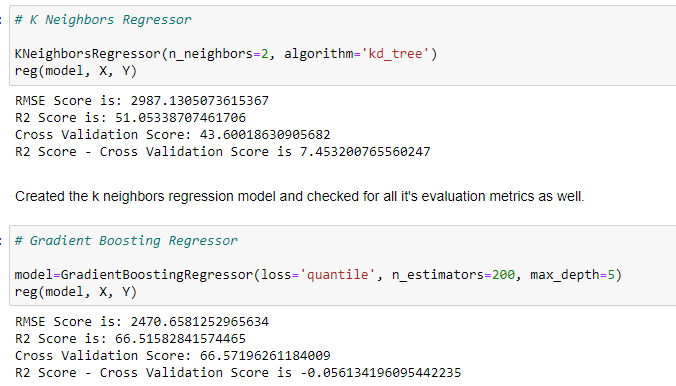 # K Neighbors Regressor
KNeighborsRegressor(n_neighbors=2, algorithm='kd_tree')
reg(model, X, Y)
RMSE Score is: 2987.1305073615367
R2 Score is: 51.05338707461706
Cross Validation Score: 43.60018630905682
R2 Score - Cross Validation Score is 7.453200765560247
Created the k neighbors regression model and checked for all it's evaluation metrics as well.
# Gradient Boosting Regressor
model=GradientBoostingRegressor(loss='quantile', n_estimators=200, max_depth=5)
reg(model, X, Y)
RMSE Score is: 2470.6581252965634
R2 Score is: 66.51582841574465
Cross Validation Score: 66.57196261184009
R2 Score - Cross Validation Score is -0.056134196095442235